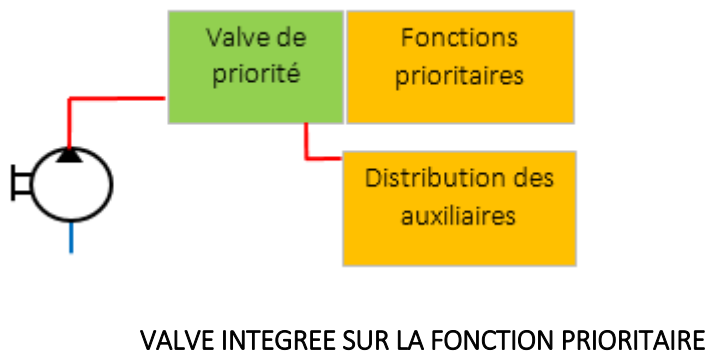 Valve de
priorité
Fonctions
prioritaires
Distribution des
auxiliaires
VALVE INTEGREE SUR LA FONCTION PRIORITAIRE